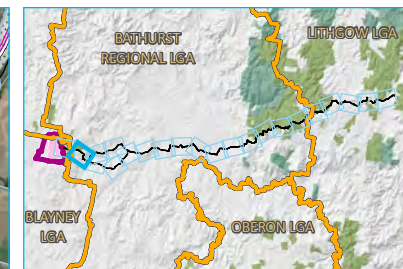 BATHURST
REGIONAL LGA
LITHGOW LGA
BLAYNEY
LGA
OBERON LGA